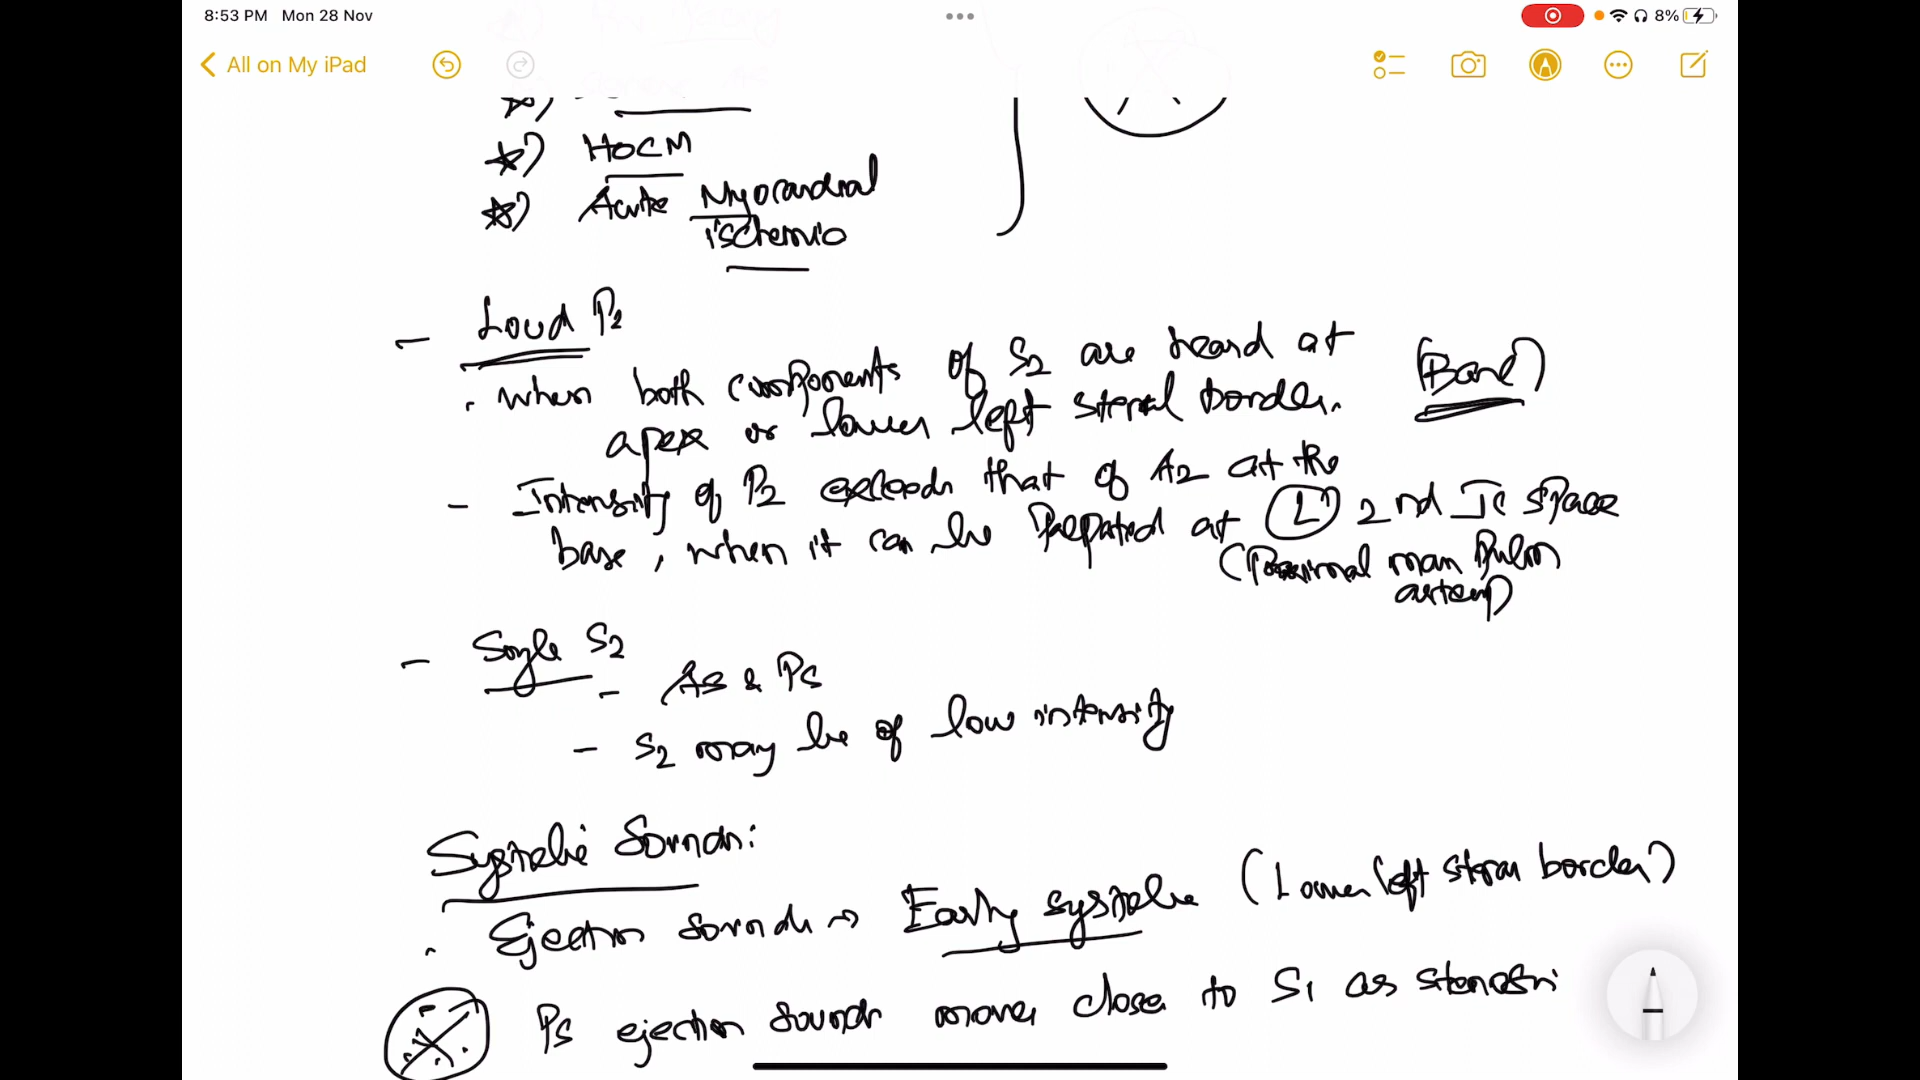 8:53 PM Mon 28 Nov
8%
All on My iPad
HOCM
Acute Myocardial
ischemia
- Loud P2
. when both components of S2 are heard at (Base)
apex or lower left sternal border.
- Intensity of P2 exceeds that of A2 at the
base, when it can be palpated at (L) 2nd IC space
(Proximal main pulm
artery)
- Single S2
- AS & PS
- S2 may be of low intensity
Systolic Sounds:
. Ejection sounds → Early systolic (Lower left stern border)
PS ejection sounds moves close to S1 as stenosis